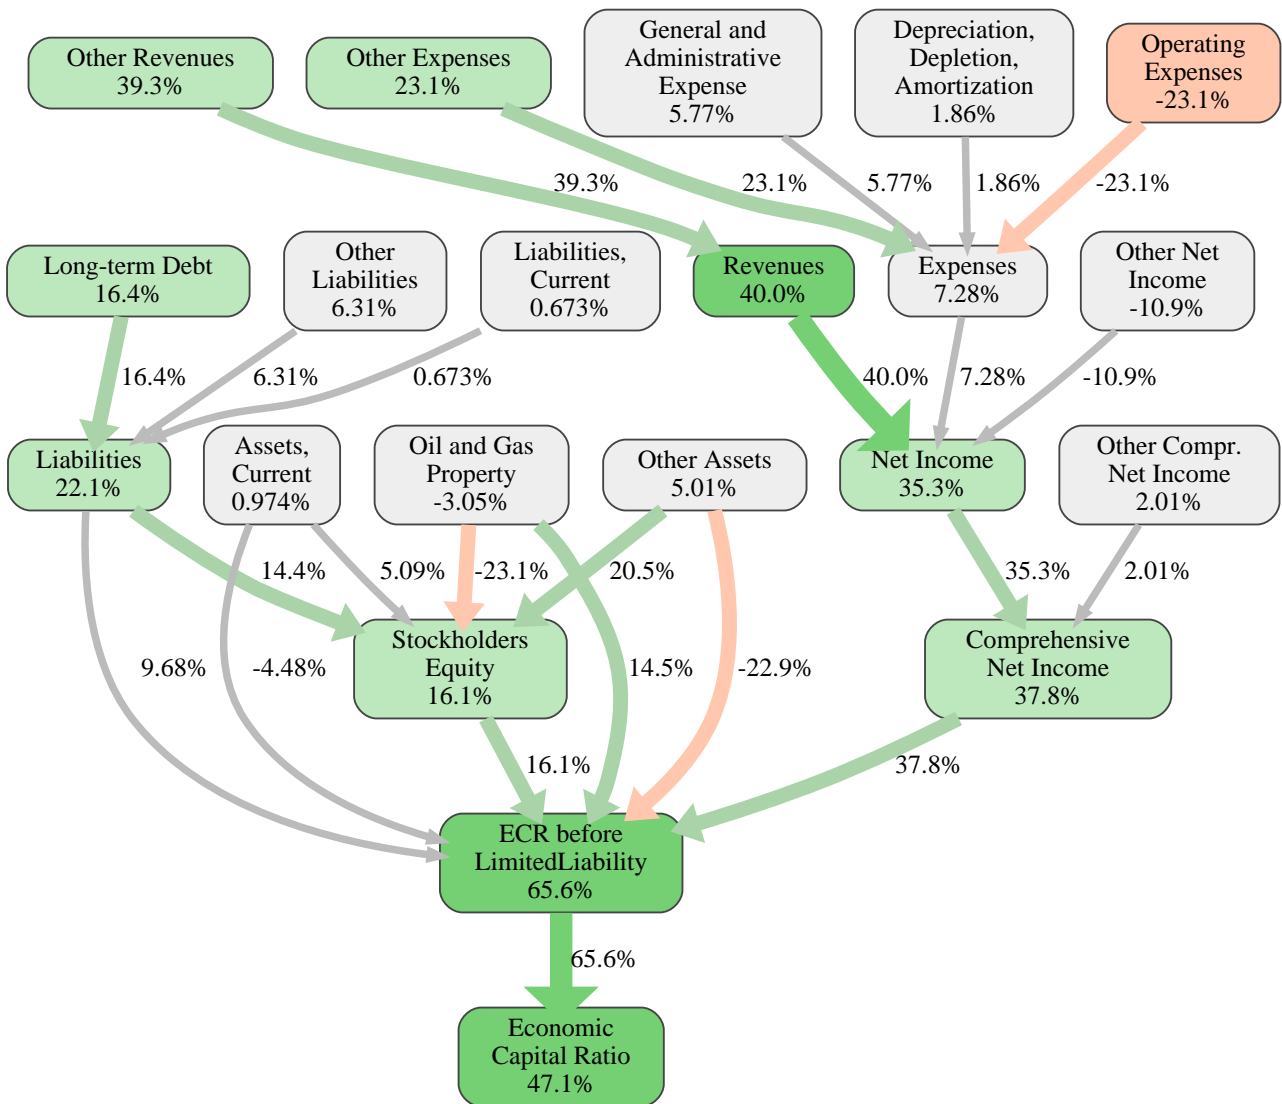 Other Revenues
39.3%
Other Expenses
23.1%
General and
Administrative
Expense
5.77%
Depreciation,
Depletion,
Amortization
1.86%
Operating
Expenses
-23.1%
39.3%
23.1%
5.77%
1.86%
-23.1%
Long-term Debt
16.4%
Other
Liabilities
6.31%
Liabilities,
Current
0.673%
Revenues
40.0%
Expenses
7.28%
Other Net
Income
-10.9%
16.4%
6.31%
0.673%
40.0%
7.28%
-10.9%
Liabilities
22.1%
Assets,
Current
0.974%
Oil and Gas
Property
-3.05%
Other Assets
5.01%
Net Income
35.3%
Other Compr.
Net Income
2.01%
14.4%
5.09%
-23.1%
20.5%
35.3%
2.01%
Stockholders
Equity
16.1%
Comprehensive
Net Income
37.8%
9.68%
-4.48%
14.5%
-22.9%
16.1%
37.8%
ECR before
LimitedLiability
65.6%
65.6%
Economic
Capital Ratio
47.1%